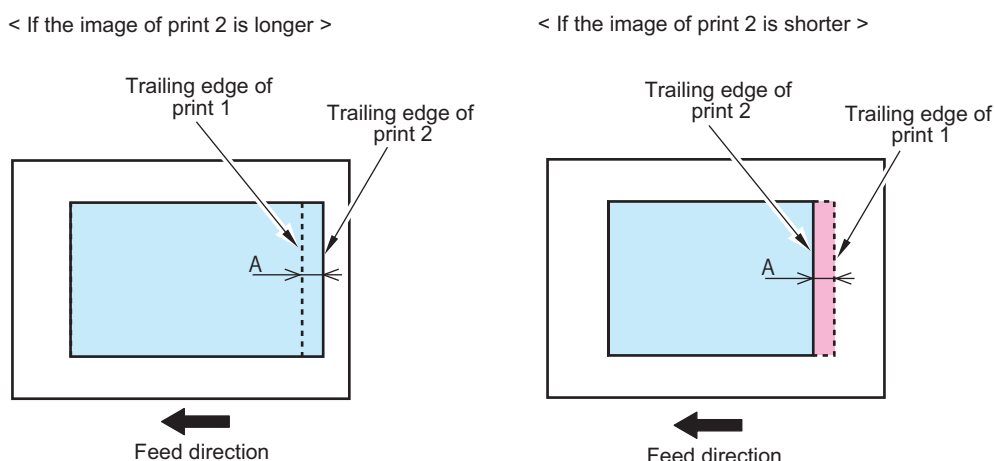 < If the image of print 2 is longer >
Trailing edge of
print 1
Trailing edge of
print 2
A
Feed direction
< If the image of print 2 is shorter >
Trailing edge of
print 2
Trailing edge of
print 1
A
Feed direction